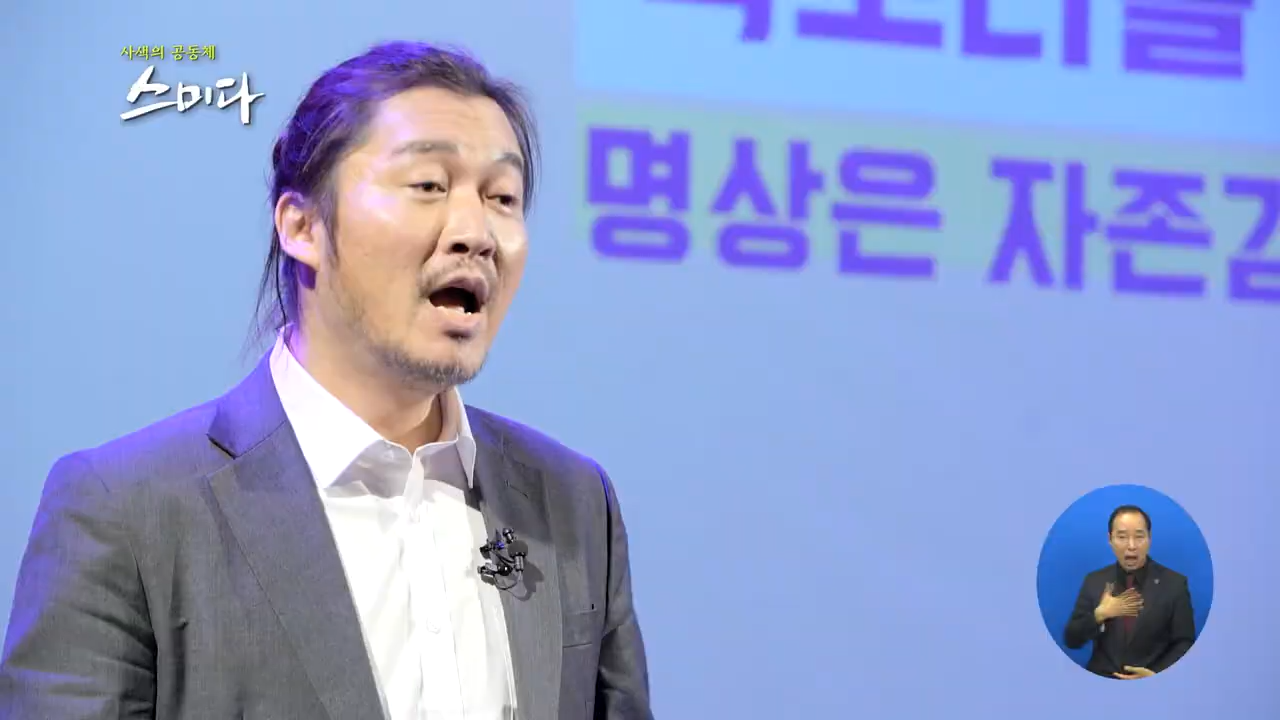 사색의 공동체
스미다
명상은 자존감